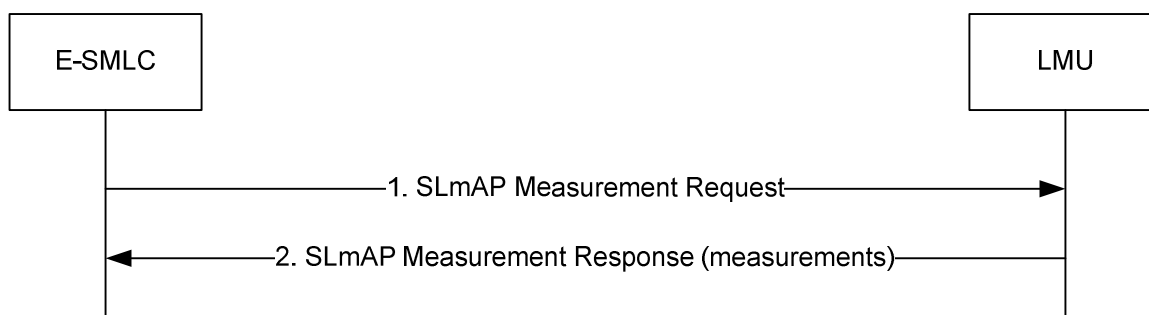 E-SMLC
LMU
1. SLmAP Measurement Request
2. SLmAP Measurement Response (measurements)